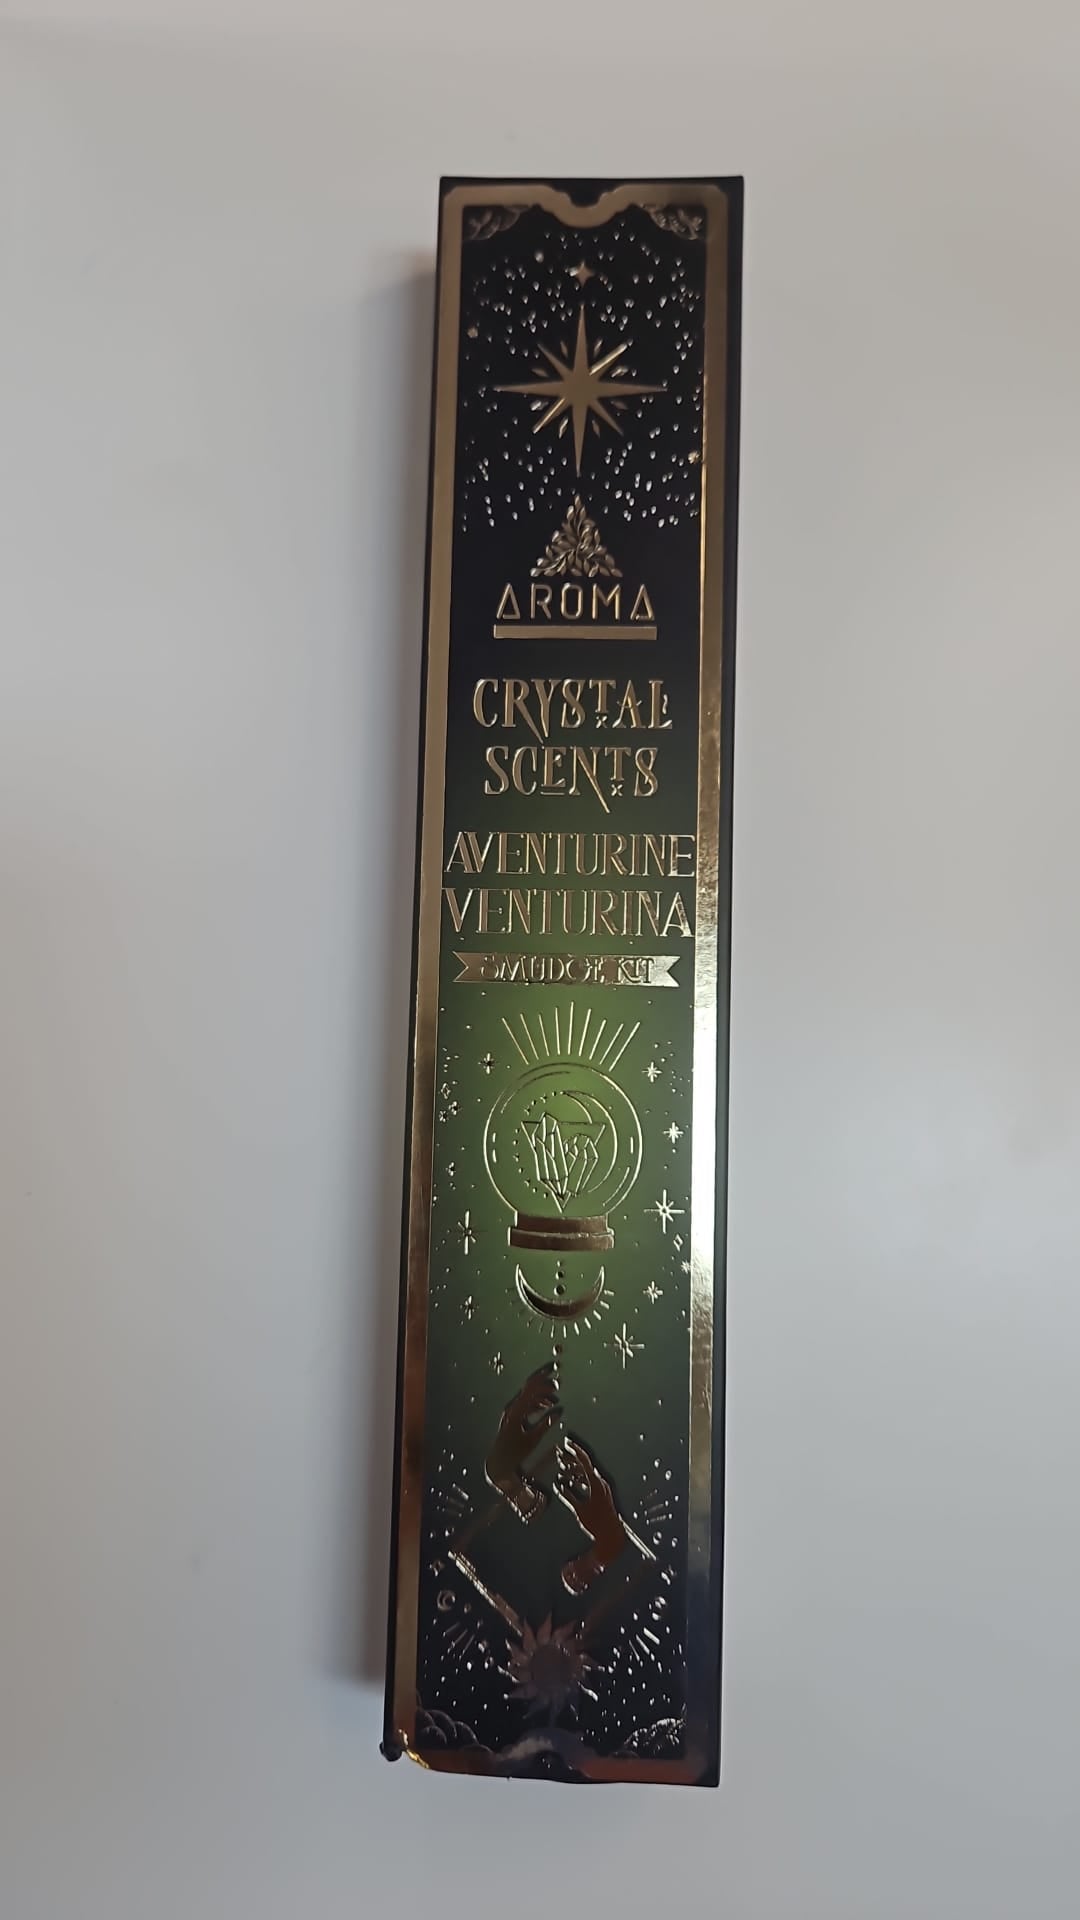 AROMA
CRYSTAL
SCENTS
AVENTURINE
VENTURINA
SMUDGE KIT